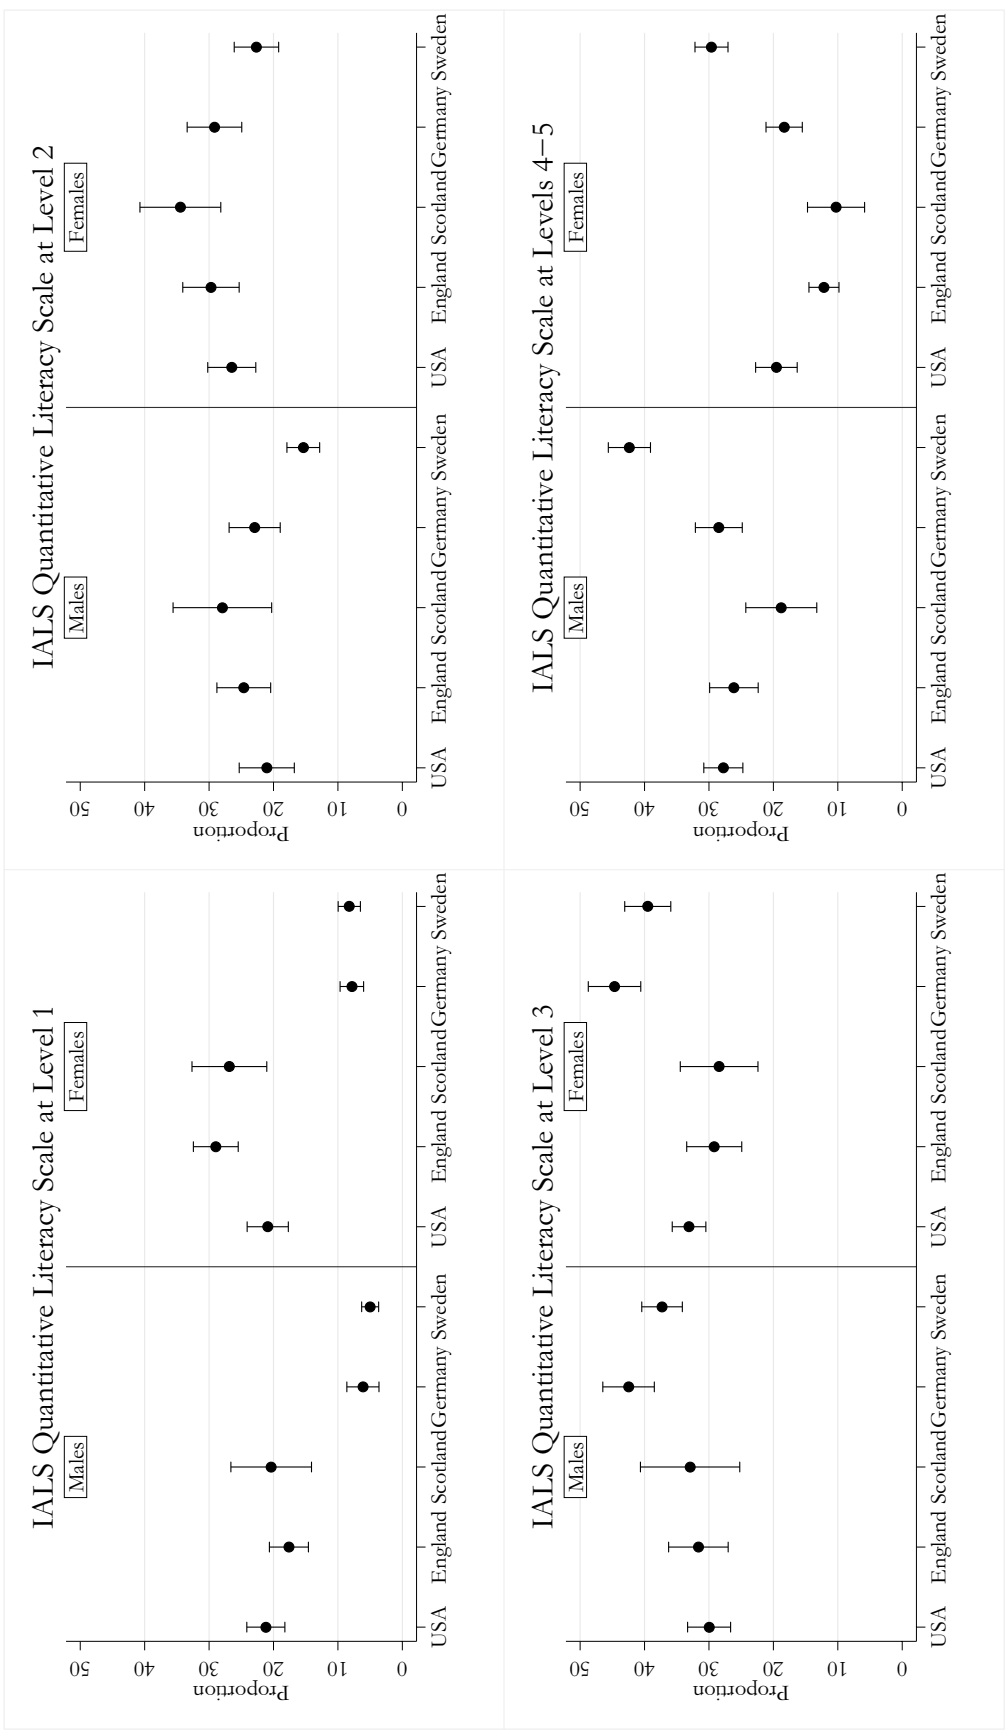 IALS Quantitative Literacy Scale at Level 1
Males
Females
50
40
30
20
10
0
Proportion
USA England Scotland Germany Sweden USA England Scotland Germany Sweden
IALS Quantitative Literacy Scale at Level 2
Males
Females
50
40
30
20
10
0
Proportion
USA England Scotland Germany Sweden USA England Scotland Germany Sweden
IALS Quantitative Literacy Scale at Level 3
Males
Females
50
40
30
20
10
0
Proportion
USA England Scotland Germany Sweden USA England Scotland Germany Sweden
IALS Quantitative Literacy Scale at Levels 4−5
Males
Females
50
40
30
20
10
0
Proportion
USA England Scotland Germany Sweden USA England Scotland Germany Sweden